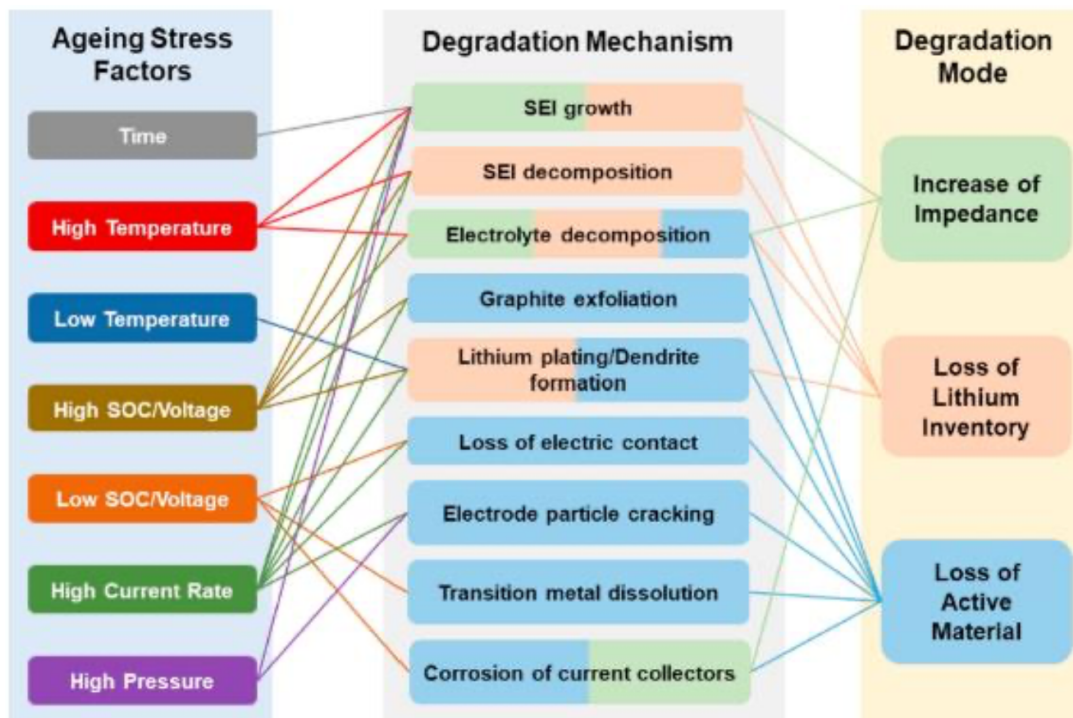 Ageing Stress
Factors
Time
High Temperature
Low Temperature
High SOC/Voltage
Low SOC/Voltage
High Current Rate
High Pressure
Degradation Mechanism
SEI growth
SEI decomposition
Electrolyte decomposition
Graphite exfoliation
Lithium plating/Dendrite
formation
Loss of electric contact
Electrode particle cracking
Transition metal dissolution
Corrosion of current collectors
Degradation
Mode
Increase of
Impedance
Loss of
Lithium
Inventory
Loss of
Active
Material